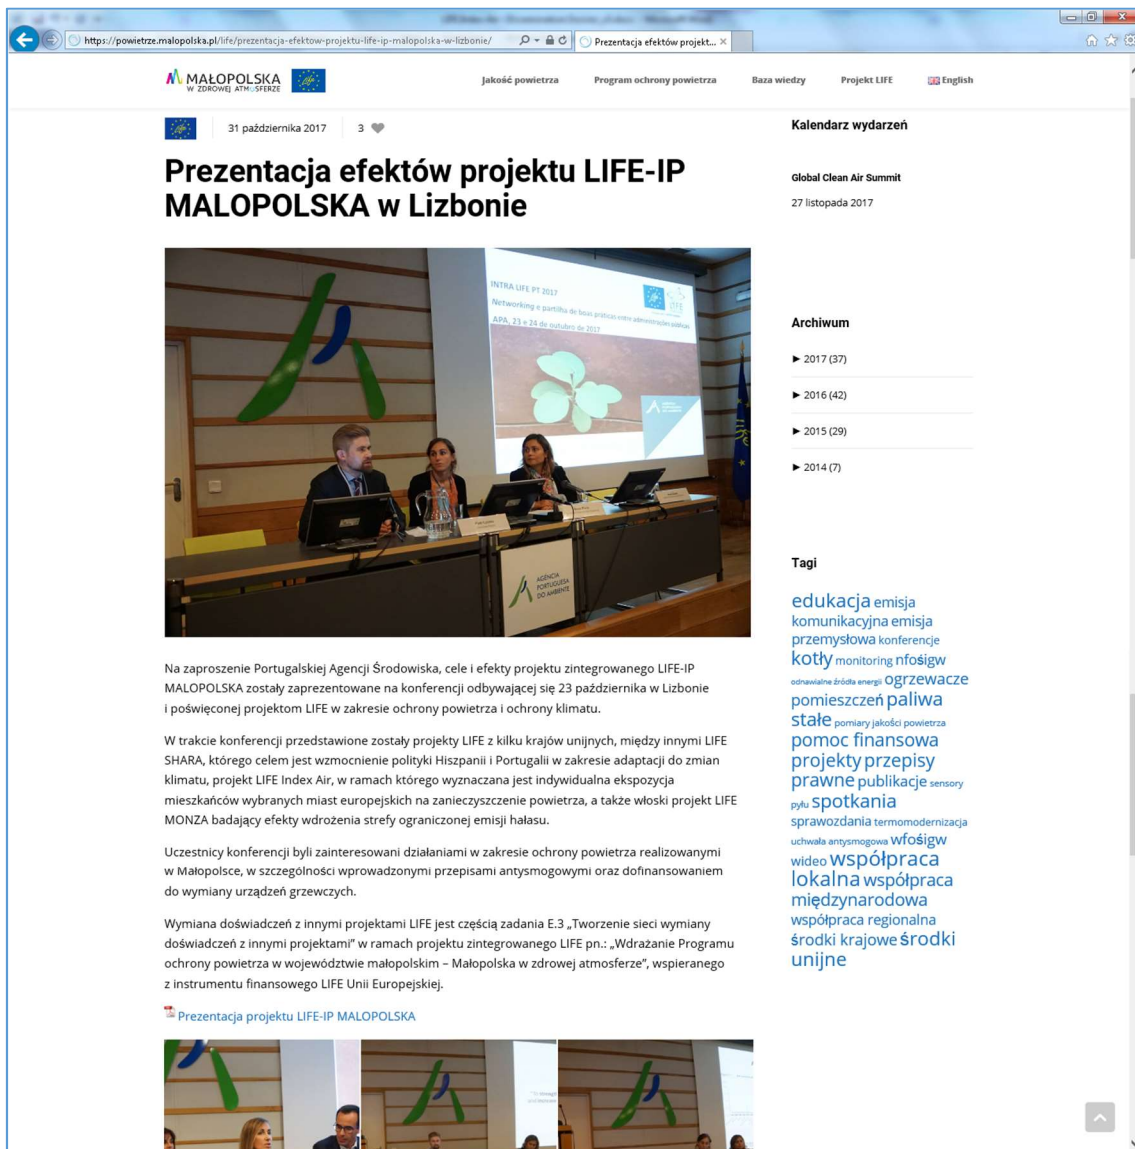 https://powietrze.malopolska.pl/life/prezentacja-efektow-projektu-life-ip-malopolska-w-lizbonie/
Prezentacja efektów projekt...
MAŁOPOLSKA
W ZDROWEJ ATMOSFERZE
Jakość powietrza
Program ochrony powietrza
Baza wiedzy
Projekt LIFE
English
31 października 2017
3
Prezentacja efektów projektu LIFE-IP
MALOPOLSKA w Lizbonie
INTRA LIFE PT 2017
Networking e partilha de boas práticas entre administrações públicas
APA, 23 e 24 de outubro de 2017
AGÊNCIA
PORTUGUESA
DO AMBIENTE
Na zaproszenie Portugalskiej Agencji Środowiska, cele i efekty projektu zintegrowanego LIFE-IP
MALOPOLSKA zostały zaprezentowane na konferencji odbywającej się 23 października w Lizbonie
i poświęconej projektom LIFE w zakresie ochrony powietrza i ochrony klimatu.
W trakcie konferencji przedstawione zostały projekty LIFE z kilku krajów unijnych, między innymi LIFE
SHARA, którego celem jest wzmocnienie polityki Hiszpanii i Portugalii w zakresie adaptacji do zmian
klimatu, projekt LIFE Index Air, w ramach którego wyznaczana jest indywidualna ekspozycja
mieszkańców wybranych miast europejskich na zanieczyszczenie powietrza, a także włoski projekt LIFE
MONZA badający efekty wdrożenia strefy ograniczonej emisji hałasu.
Uczestnicy konferencji byli zainteresowani działaniami w zakresie ochrony powietrza realizowanymi
w Małopolsce, w szczególności wprowadzonymi przepisami antysmogowymi oraz dofinansowaniem
do wymiany urządzeń grzewczych.
Wymiana doświadczeń z innymi projektami LIFE jest częścią zadania E.3 „Tworzenie sieci wymiany
doświadczeń z innymi projektami” w ramach projektu zintegrowanego LIFE pn.: „Wdrażanie Programu
ochrony powietrza w województwie małopolskim – Małopolska w zdrowej atmosferze”, wspieranego
z instrumentu finansowego LIFE Unii Europejskiej.
Prezentacja projektu LIFE-IP MALOPOLSKA
Kalendarz wydarzeń
Global Clean Air Summit
27 listopada 2017
Archiwum
► 2017 (37)
► 2016 (42)
► 2015 (29)
► 2014 (7)
Tagi
edukacja emisja
komunikacyjna emisja
przemysłowa konferencje
kotły monitoring nfośigw
odnawialne źródła energii ogrzewacze
pomieszczeń paliwa
stałe pomiary jakości powietrza
pomoc finansowa
projekty przepisy
prawne publikacje sensory
pyłu spotkania
sprawozdania termomodernizacja
uchwała antysmogowa wfośigw
wideo współpraca
lokalna współpraca
międzynarodowa
współpraca regionalna
środki krajowe środki
unijne